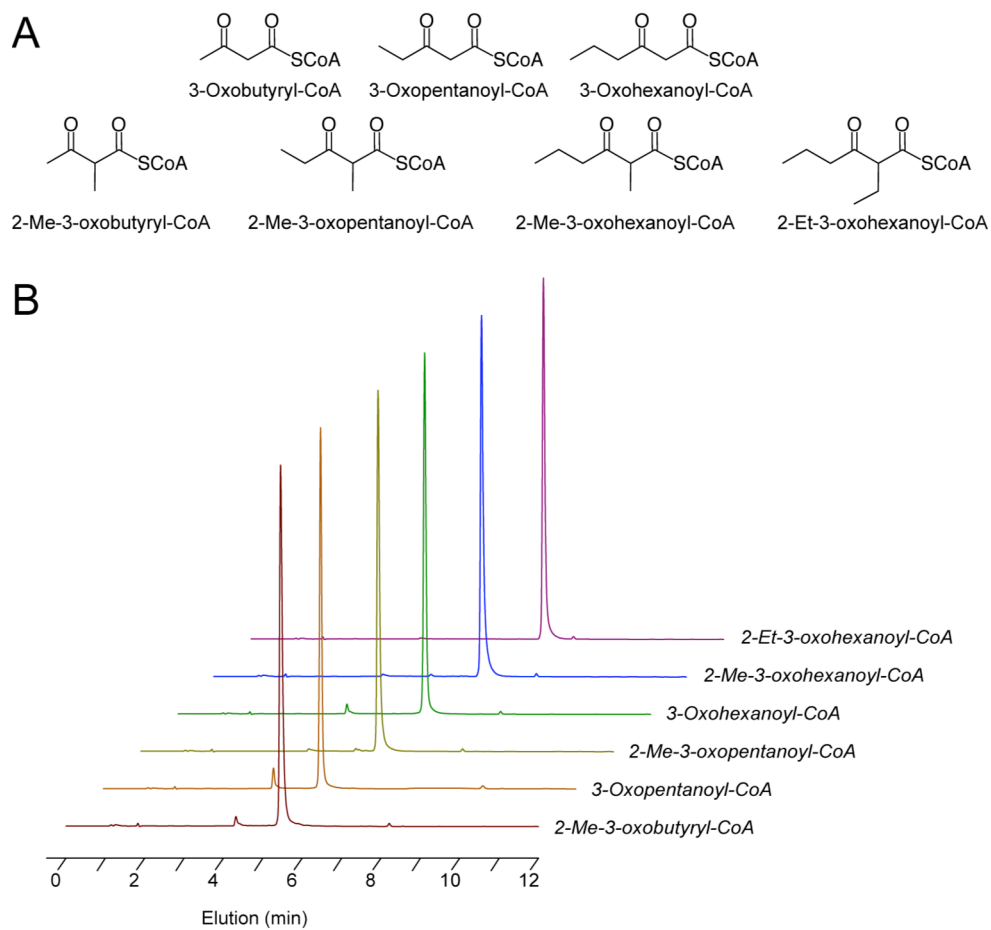 A
O O O O O O
SCoA SCoA SCoA
3-Oxobutyryl-CoA 3-Oxopentanoyl-CoA 3-Oxohexanoyl-CoA
O O O O O O O O
SCoA SCoA SCoA SCoA
2-Me-3-oxobutyryl-CoA 2-Me-3-oxopentanoyl-CoA 2-Me-3-oxohexanoyl-CoA 2-Et-3-oxohexanoyl-CoA
B
2-Et-3-oxohexanoyl-CoA
2-Me-3-oxohexanoyl-CoA
3-Oxohexanoyl-CoA
2-Me-3-oxopentanoyl-CoA
3-Oxopentanoyl-CoA
2-Me-3-oxobutyryl-CoA
0 2 4 6 8 10 12
Elution (min)